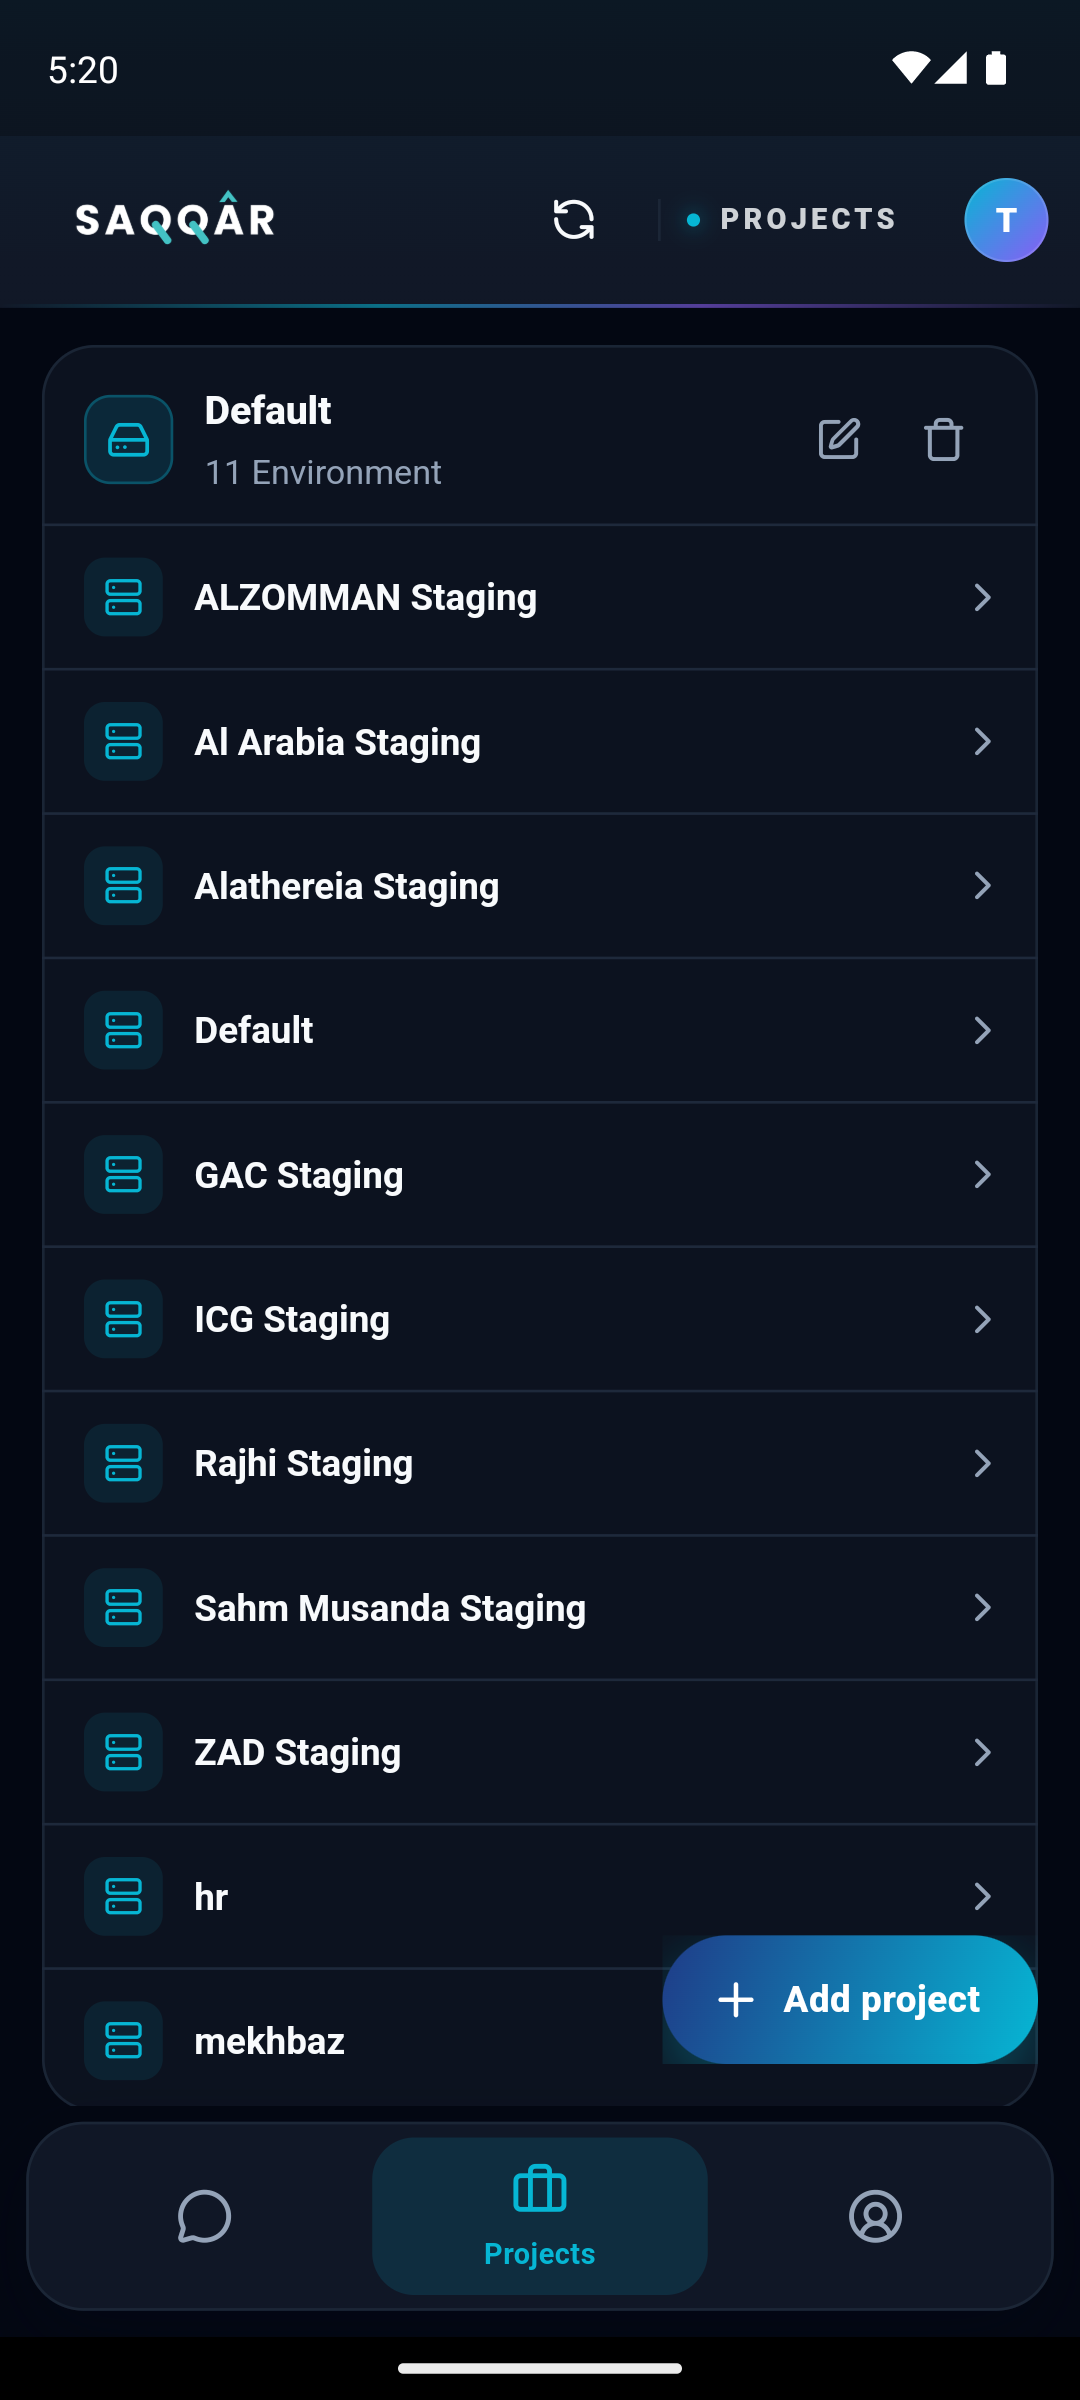 5:20
SAQQÂR
PROJECTS
T
Default
11 Environment
ALZOMMAN Staging
Al Arabia Staging
Alathereia Staging
Default
GAC Staging
ICG Staging
Rajhi Staging
Sahm Musanda Staging
ZAD Staging
hr
mekhbaz
Add project
Projects